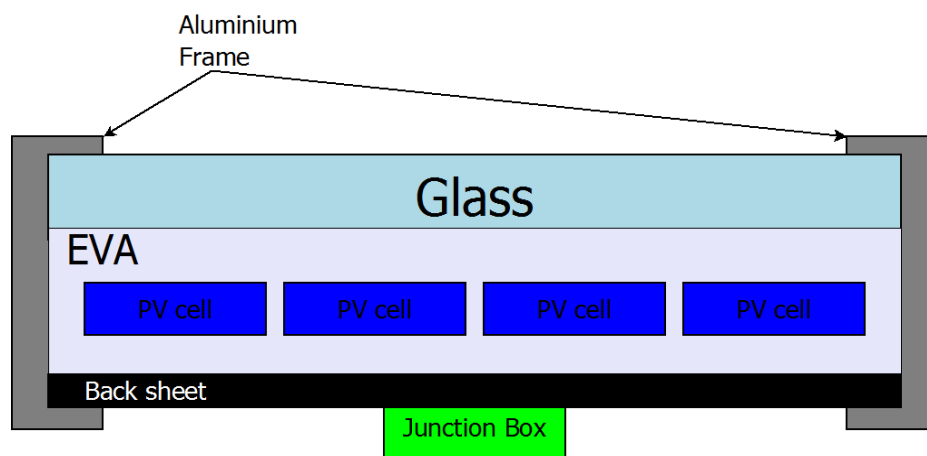 Aluminium
Frame
Glass
EVA
PV cell
PV cell
PV cell
PV cell
Back sheet
Junction Box